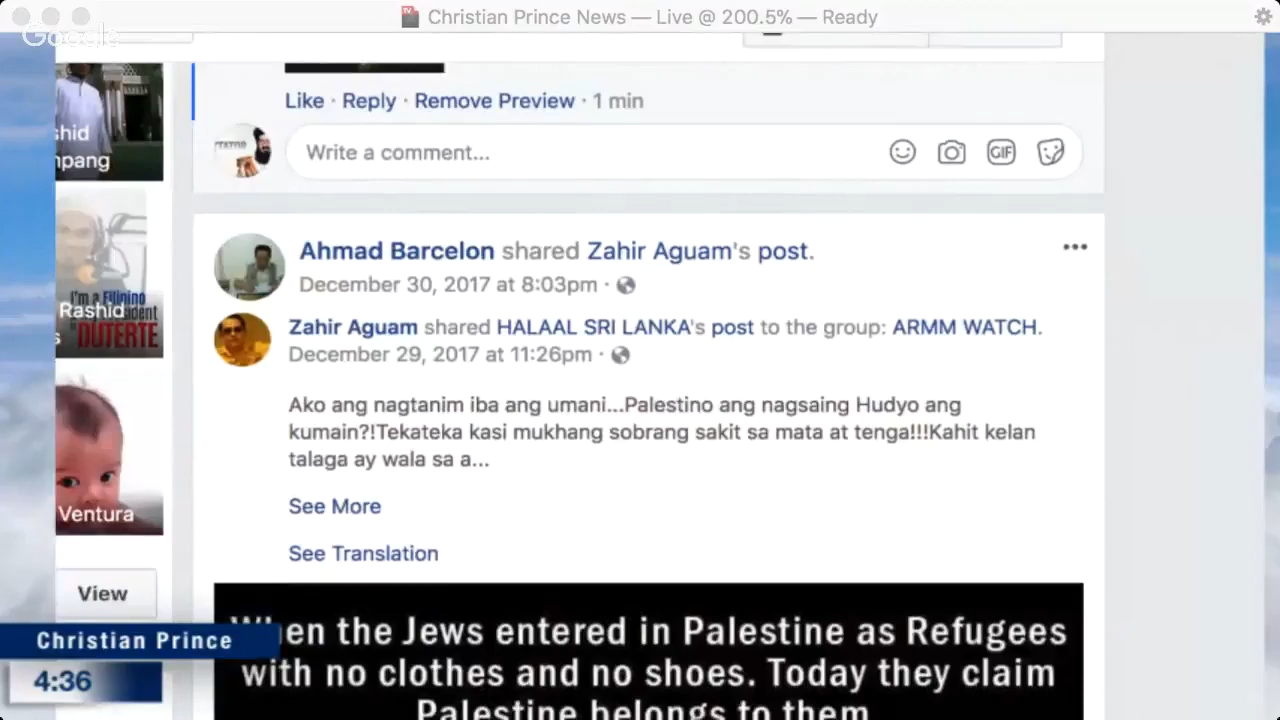 Christian Prince News — Live @ 200.5% — Ready
Google
Like · Reply · Remove Preview · 1 min
Write a comment...
GIF
shid
npang
Ahmad Barcelon shared Zahir Aguam's post.
December 30, 2017 at 8:03pm ·
Zahir Aguam shared HALAAL SRI LANKA's post to the group: ARMM WATCH.
December 29, 2017 at 11:26pm ·
I'm a Filipino
Rashid
s
DUTERTE
Ako ang nagtanim iba ang umani...Palestino ang nagsaing Hudyo ang
kumain?!Tekateka kasi mukhang sobrang sakit sa mata at tenga!!!Kahit kelan
talaga ay wala sa a...
See More
See Translation
Ventura
View
When the Jews entered in Palestine as Refugees
with no clothes and no shoes. Today they claim
Palestine belongs to them
Christian Prince
4:36